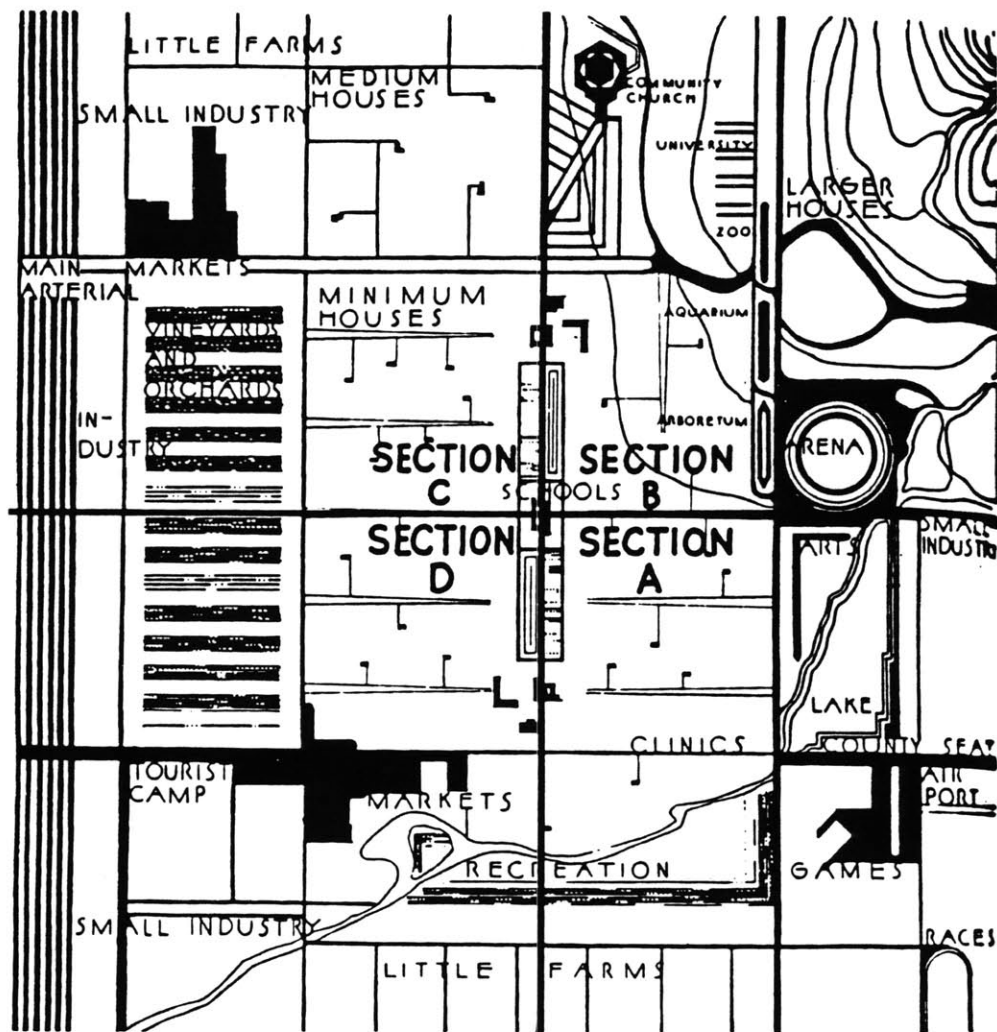 LITTLE FARMS
MEDIUM
HOUSES
SMALL INDUSTRY
COMMUNITY
CHURCH
UNIVERSITY
LARGER
HOUSES
ZOO
MAIN
ARTERIAL
MARKETS
MINIMUM
HOUSES
AQUARIUM
VINEYARDS
AND
ORCHARDS
IN-
DUSTRY
ARBORETUM
ARENA
SECTION
C
SECTION
B
SCHOOLS
SECTION
D
SECTION
A
ARTS
SMALL
INDUSTRY
LAKE
CLINICS
COUNTY SEAT
TOURIST
CAMP
MARKETS
AIR
PORT
RECREATION
GAMES
SMALL INDUSTRY
RACES
LITTLE FARMS